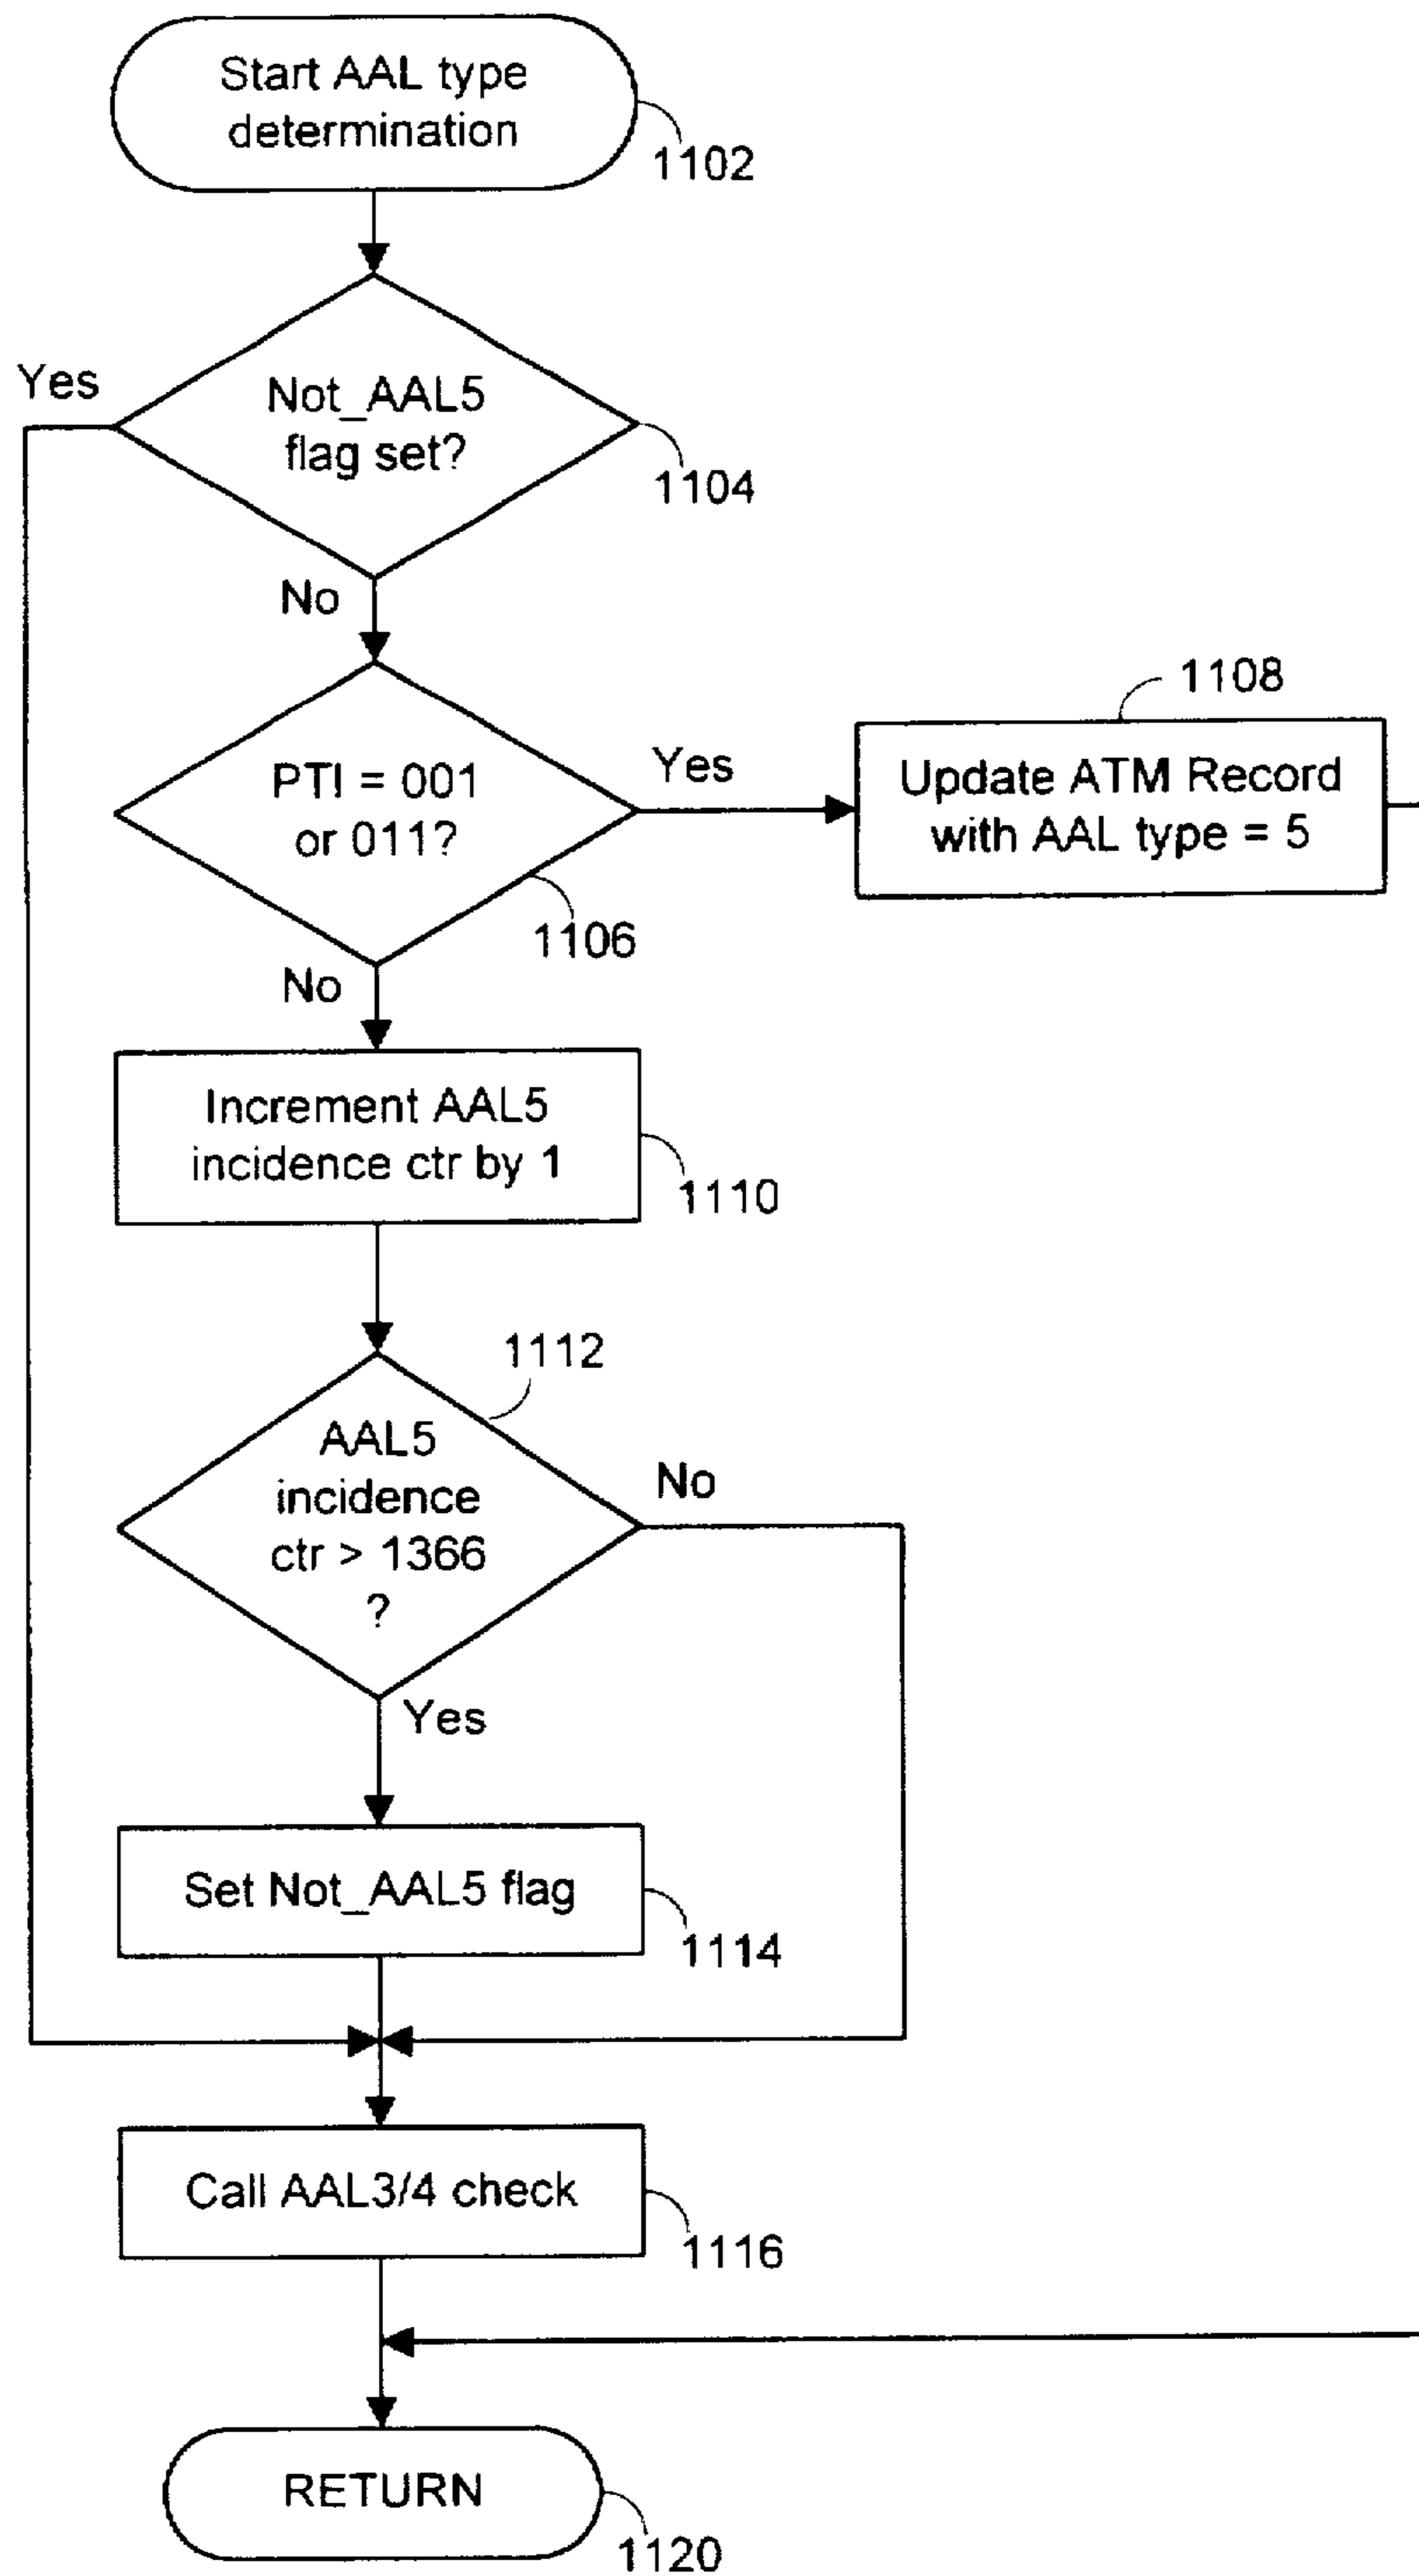 Start AAL type
determination
1102
Yes
Not_AAL5
flag set?
1104
No
1108
PTI = 001
or 011?
Yes
Update ATM Record
with AAL type = 5
1106
No
Increment AAL5
incidence ctr by 1
1110
1112
AAL5
incidence
ctr > 1366
?
No
Yes
Set Not_AAL5 flag
1114
Call AAL3/4 check
1116
RETURN
1120